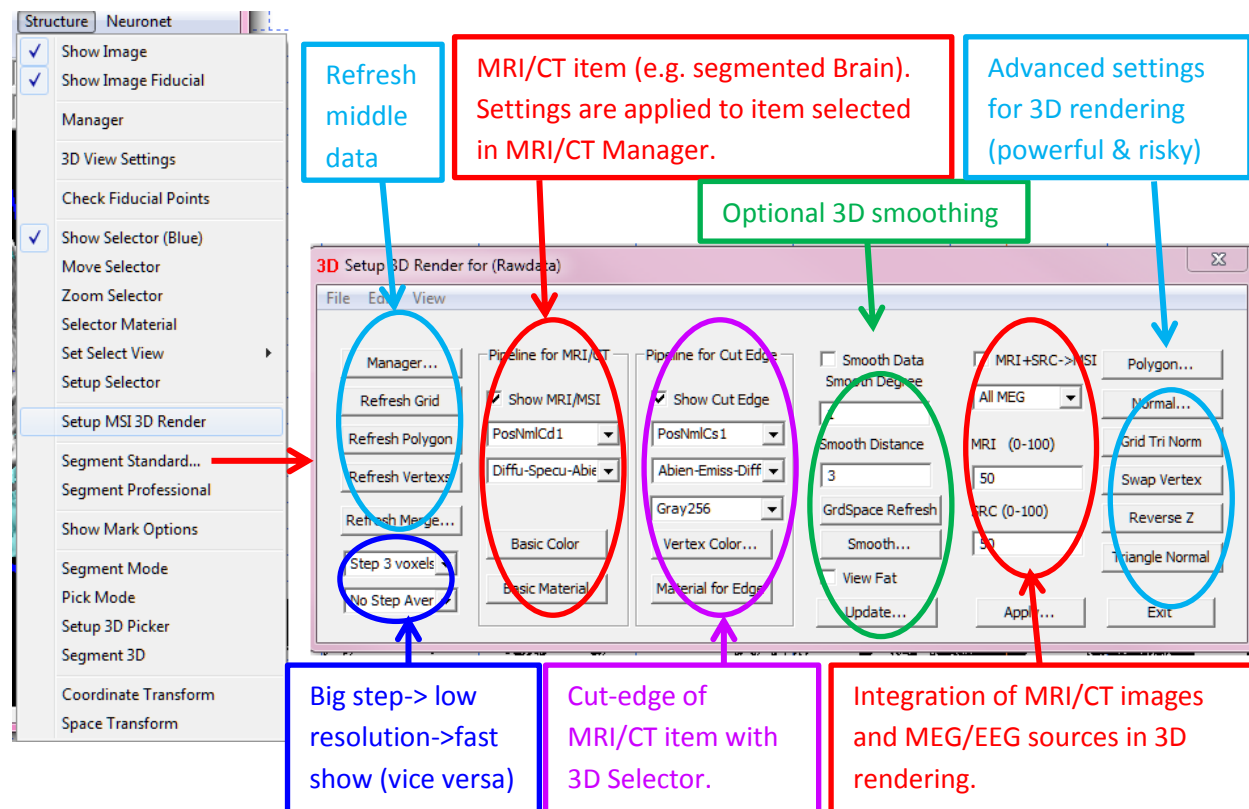 Structure Neuronet
Show Image
Show Image Fiducial
Manager
3D View Settings
Check Fiducial Points
Show Selector (Blue)
Move Selector
Zoom Selector
Selector Material
Set Select View
Setup Selector
Setup MSI 3D Render
Segment Standard...
Segment Professional
Show Mark Options
Segment Mode
Pick Mode
Setup 3D Picker
Segment 3D
Coordinate Transform
Space Transform
Refresh
middle
data
MRI/CT item (e.g. segmented Brain).
Settings are applied to item selected
in MRI/CT Manager.
Advanced settings
for 3D rendering
(powerful & risky)
Optional 3D smoothing
3D Setup 3D Render for (Rawdata)
File Edit View
Manager...
Refresh Grid
Refresh Polygon
Refresh Vertexs
Refresh Merge...
Step 3 voxels
No Step Aver
Pipeline for MRI/CT
Show MRI/MSI
PosNmlCd1
Diffu-Specu-Abie
Basic Color
Basic Material
Pipeline for Cut Edge
Show Cut Edge
PosNmlCs1
Abien-Emiss-Diff
Gray256
Vertex Color...
Material for Edge
Smooth Data
Smooth Degree
Smooth Distance
3
GrdSpace Refresh
Smooth...
View Fat
Update...
MRI+SRC->MSI
All MEG
MRI (0-100)
50
SRC (0-100)
50
Apply...
Polygon...
Normal...
Grid Tri Norm
Swap Vertex
Reverse Z
Triangle Normal
Exit
Big step-> low
resolution->fast
show (vice versa)
Cut-edge of
MRI/CT item with
3D Selector.
Integration of MRI/CT images
and MEG/EEG sources in 3D
rendering.